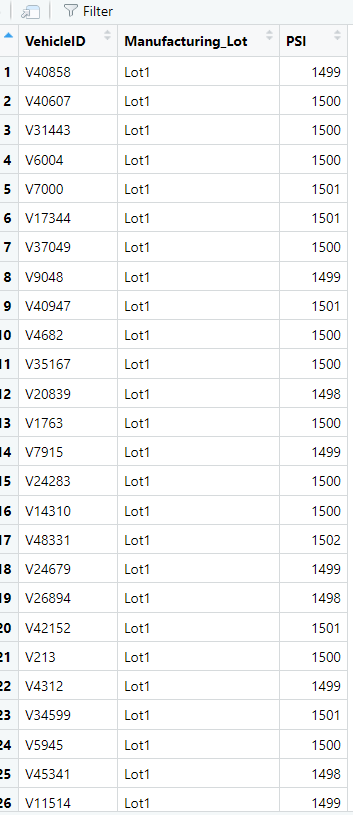 Filter
VehicleID Manufacturing_Lot PSI
1 V40858 Lot1 1499
2 V40607 Lot1 1500
3 V31443 Lot1 1500
4 V6004 Lot1 1500
5 V7000 Lot1 1501
6 V17344 Lot1 1501
7 V37049 Lot1 1500
8 V9048 Lot1 1499
9 V40947 Lot1 1501
10 V4682 Lot1 1500
11 V35167 Lot1 1500
12 V20839 Lot1 1498
13 V1763 Lot1 1500
14 V7915 Lot1 1499
15 V24283 Lot1 1500
16 V14310 Lot1 1500
17 V48331 Lot1 1502
18 V24679 Lot1 1499
19 V26894 Lot1 1498
20 V42152 Lot1 1501
21 V213 Lot1 1500
22 V4312 Lot1 1499
23 V34599 Lot1 1501
24 V5945 Lot1 1500
25 V45341 Lot1 1498
26 V11514 Lot1 1499